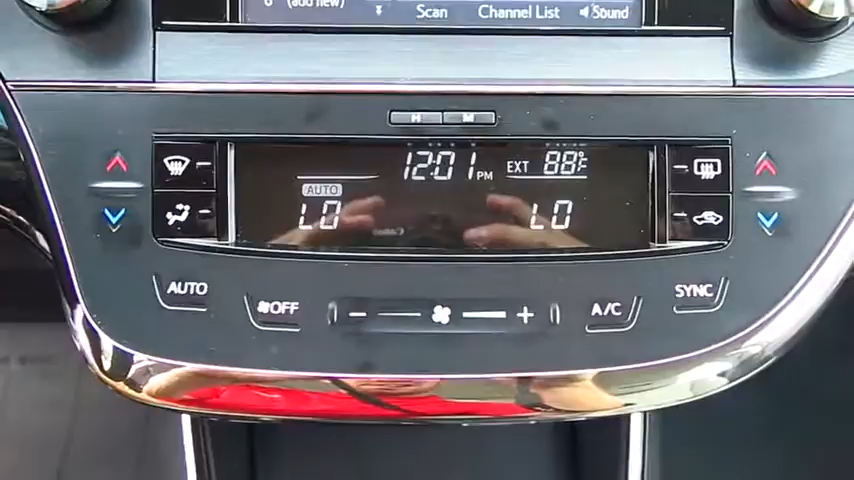 (add new)
Scan
Channel List
Sound
H M
12:01 PM
EXT 88°F
AUTO
LO LO
AUTO
OFF
- +
A/C
SYNC